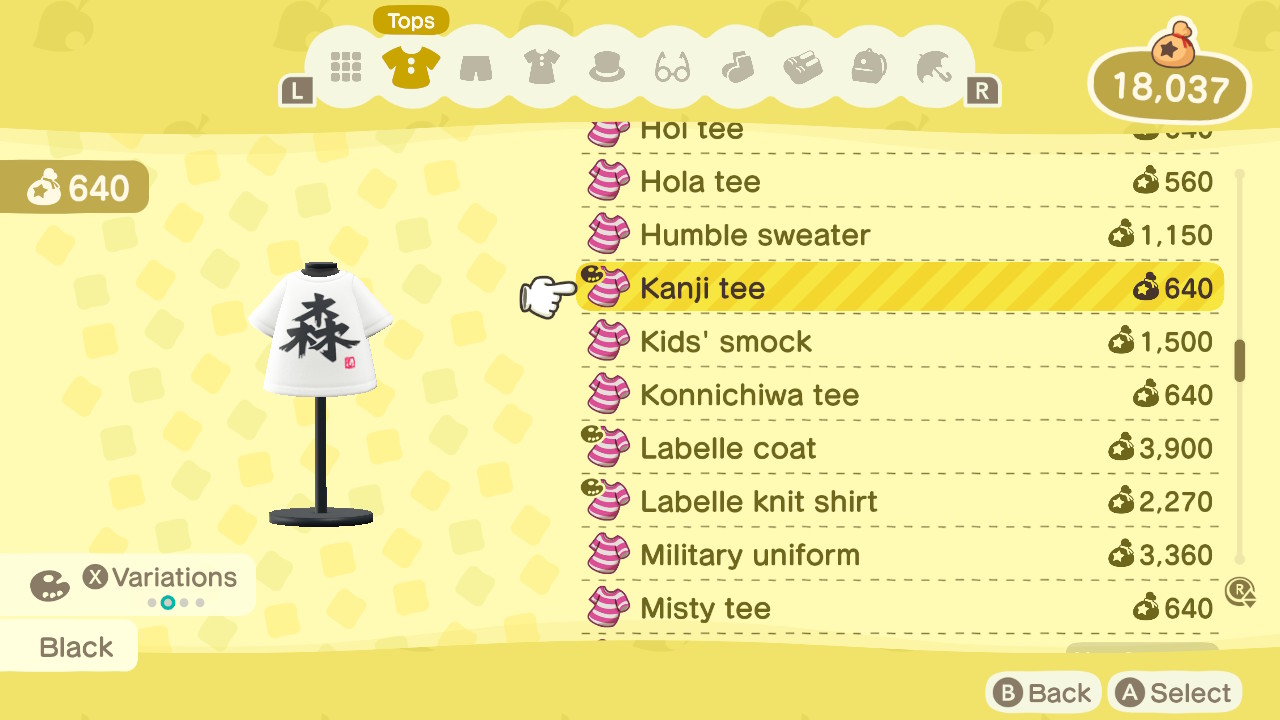 Tops
L
R
18,037
640
Hoi tee
640
Hola tee
560
Humble sweater
1,150
Kanji tee
640
Kids' smock
1,500
Konnichiwa tee
640
Labelle coat
3,900
Labelle knit shirt
2,270
Military uniform
3,360
Misty tee
640
森
X Variations
Black
R
B Back
A Select